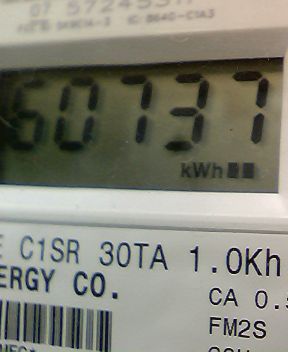 60737
kWh
E C1SR 30TA 1.0Kh
ERGY CO.
CA 0.5
FM2S